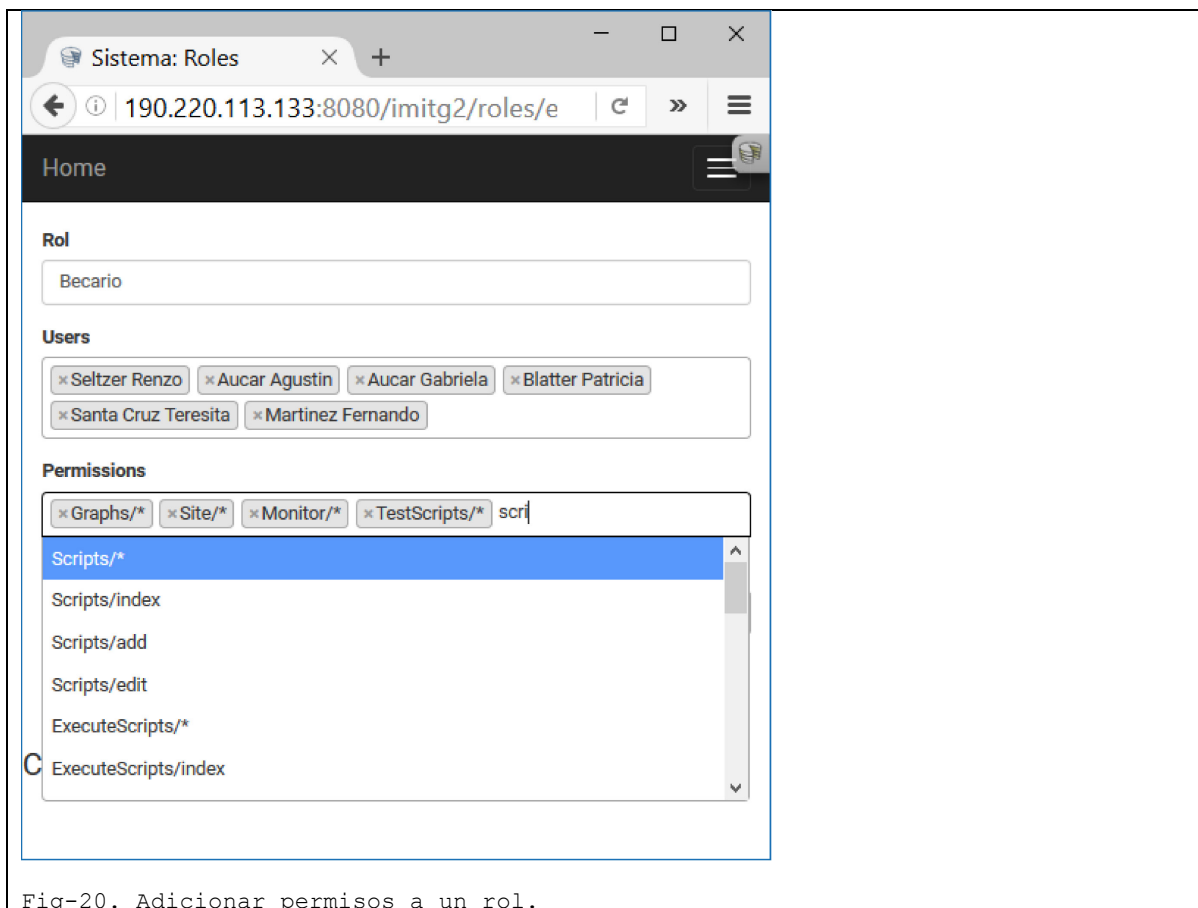 Sistema: Roles
190.220.113.133:8080/imitg2/roles/e
Home
Rol
Becario
Users
×Seltzer Renzo ×Aucar Agustin ×Aucar Gabriela ×Blatter Patricia
×Santa Cruz Teresita ×Martinez Fernando
Permissions
×Graphs/* ×Site/* ×Monitor/* ×TestScripts/* scri
Scripts/*
Scripts/index
Scripts/add
Scripts/edit
ExecuteScripts/*
C ExecuteScripts/index
Fig-20. Adicionar permisos a un rol.